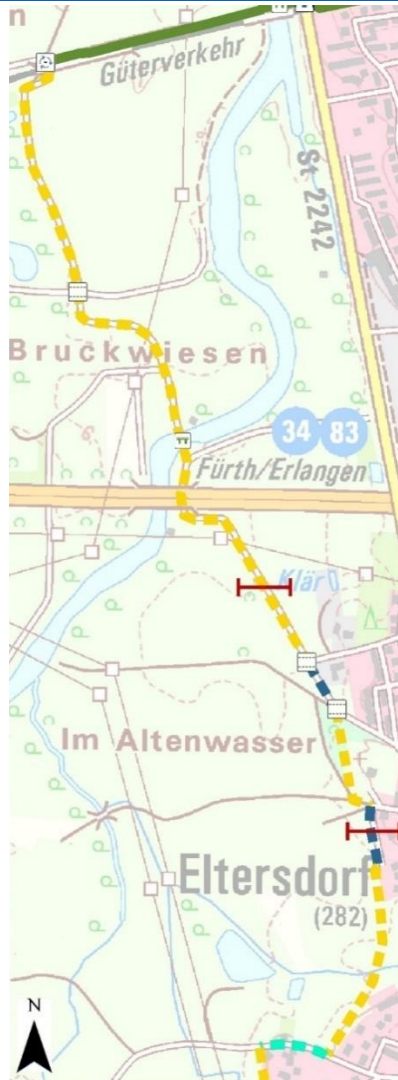 n
Güterverkehr
St 2242
Bruckwiesen
34 83
Fürth/Erlangen
Klär
Im Altenwasser
Eltersdorf
(282)
N